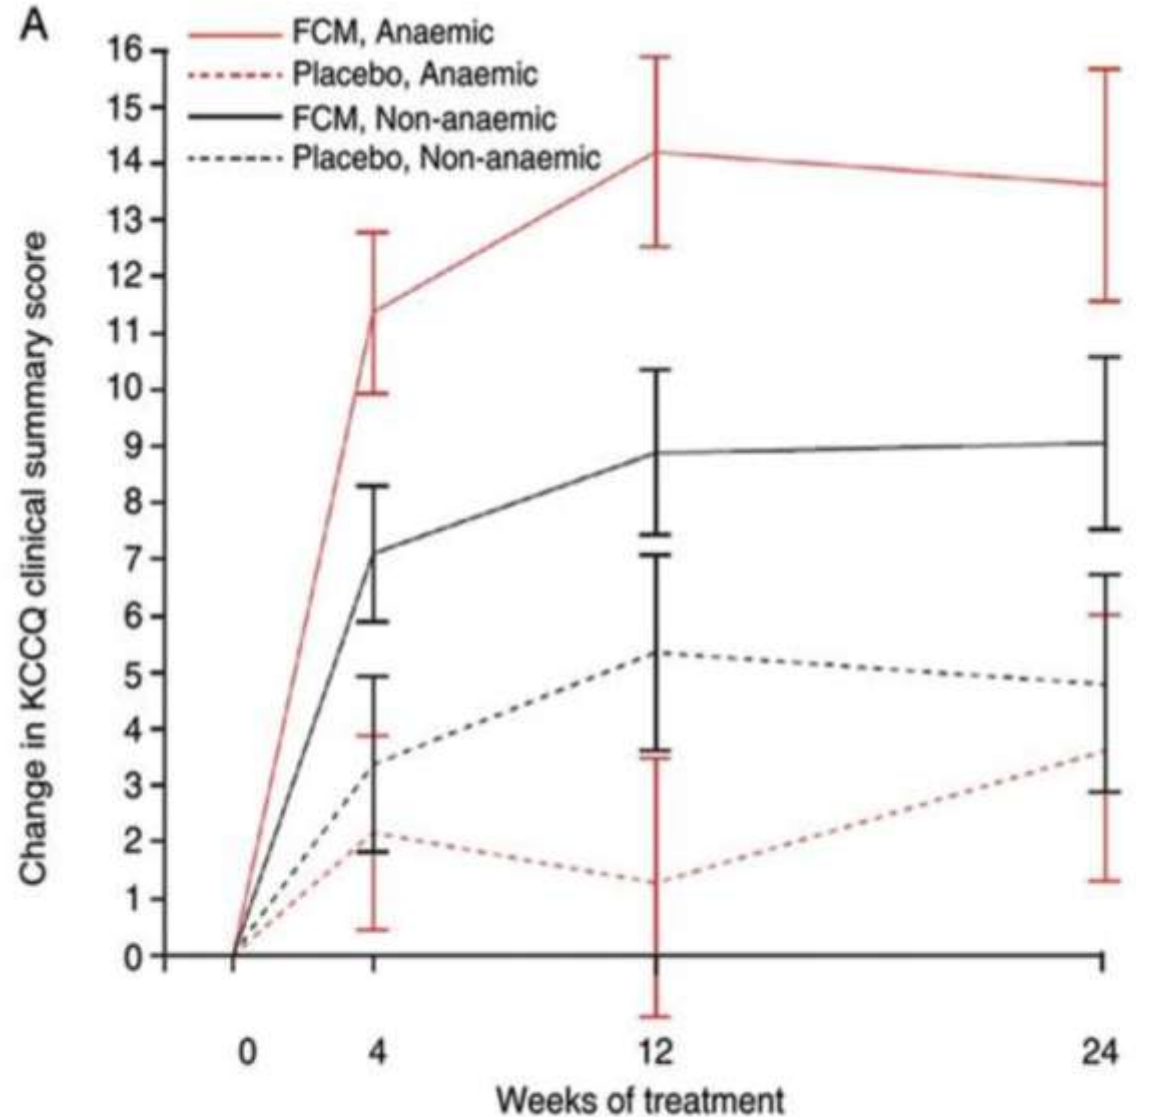 A
FCM, Anaemic
Placebo, Anaemic
FCM, Non-anaemic
Placebo, Non-anaemic
16
15
14
13
12
11
10
9
8
7
6
5
4
3
2
1
0
Change in KCCQ clinical summary score
0 4 12 24
Weeks of treatment